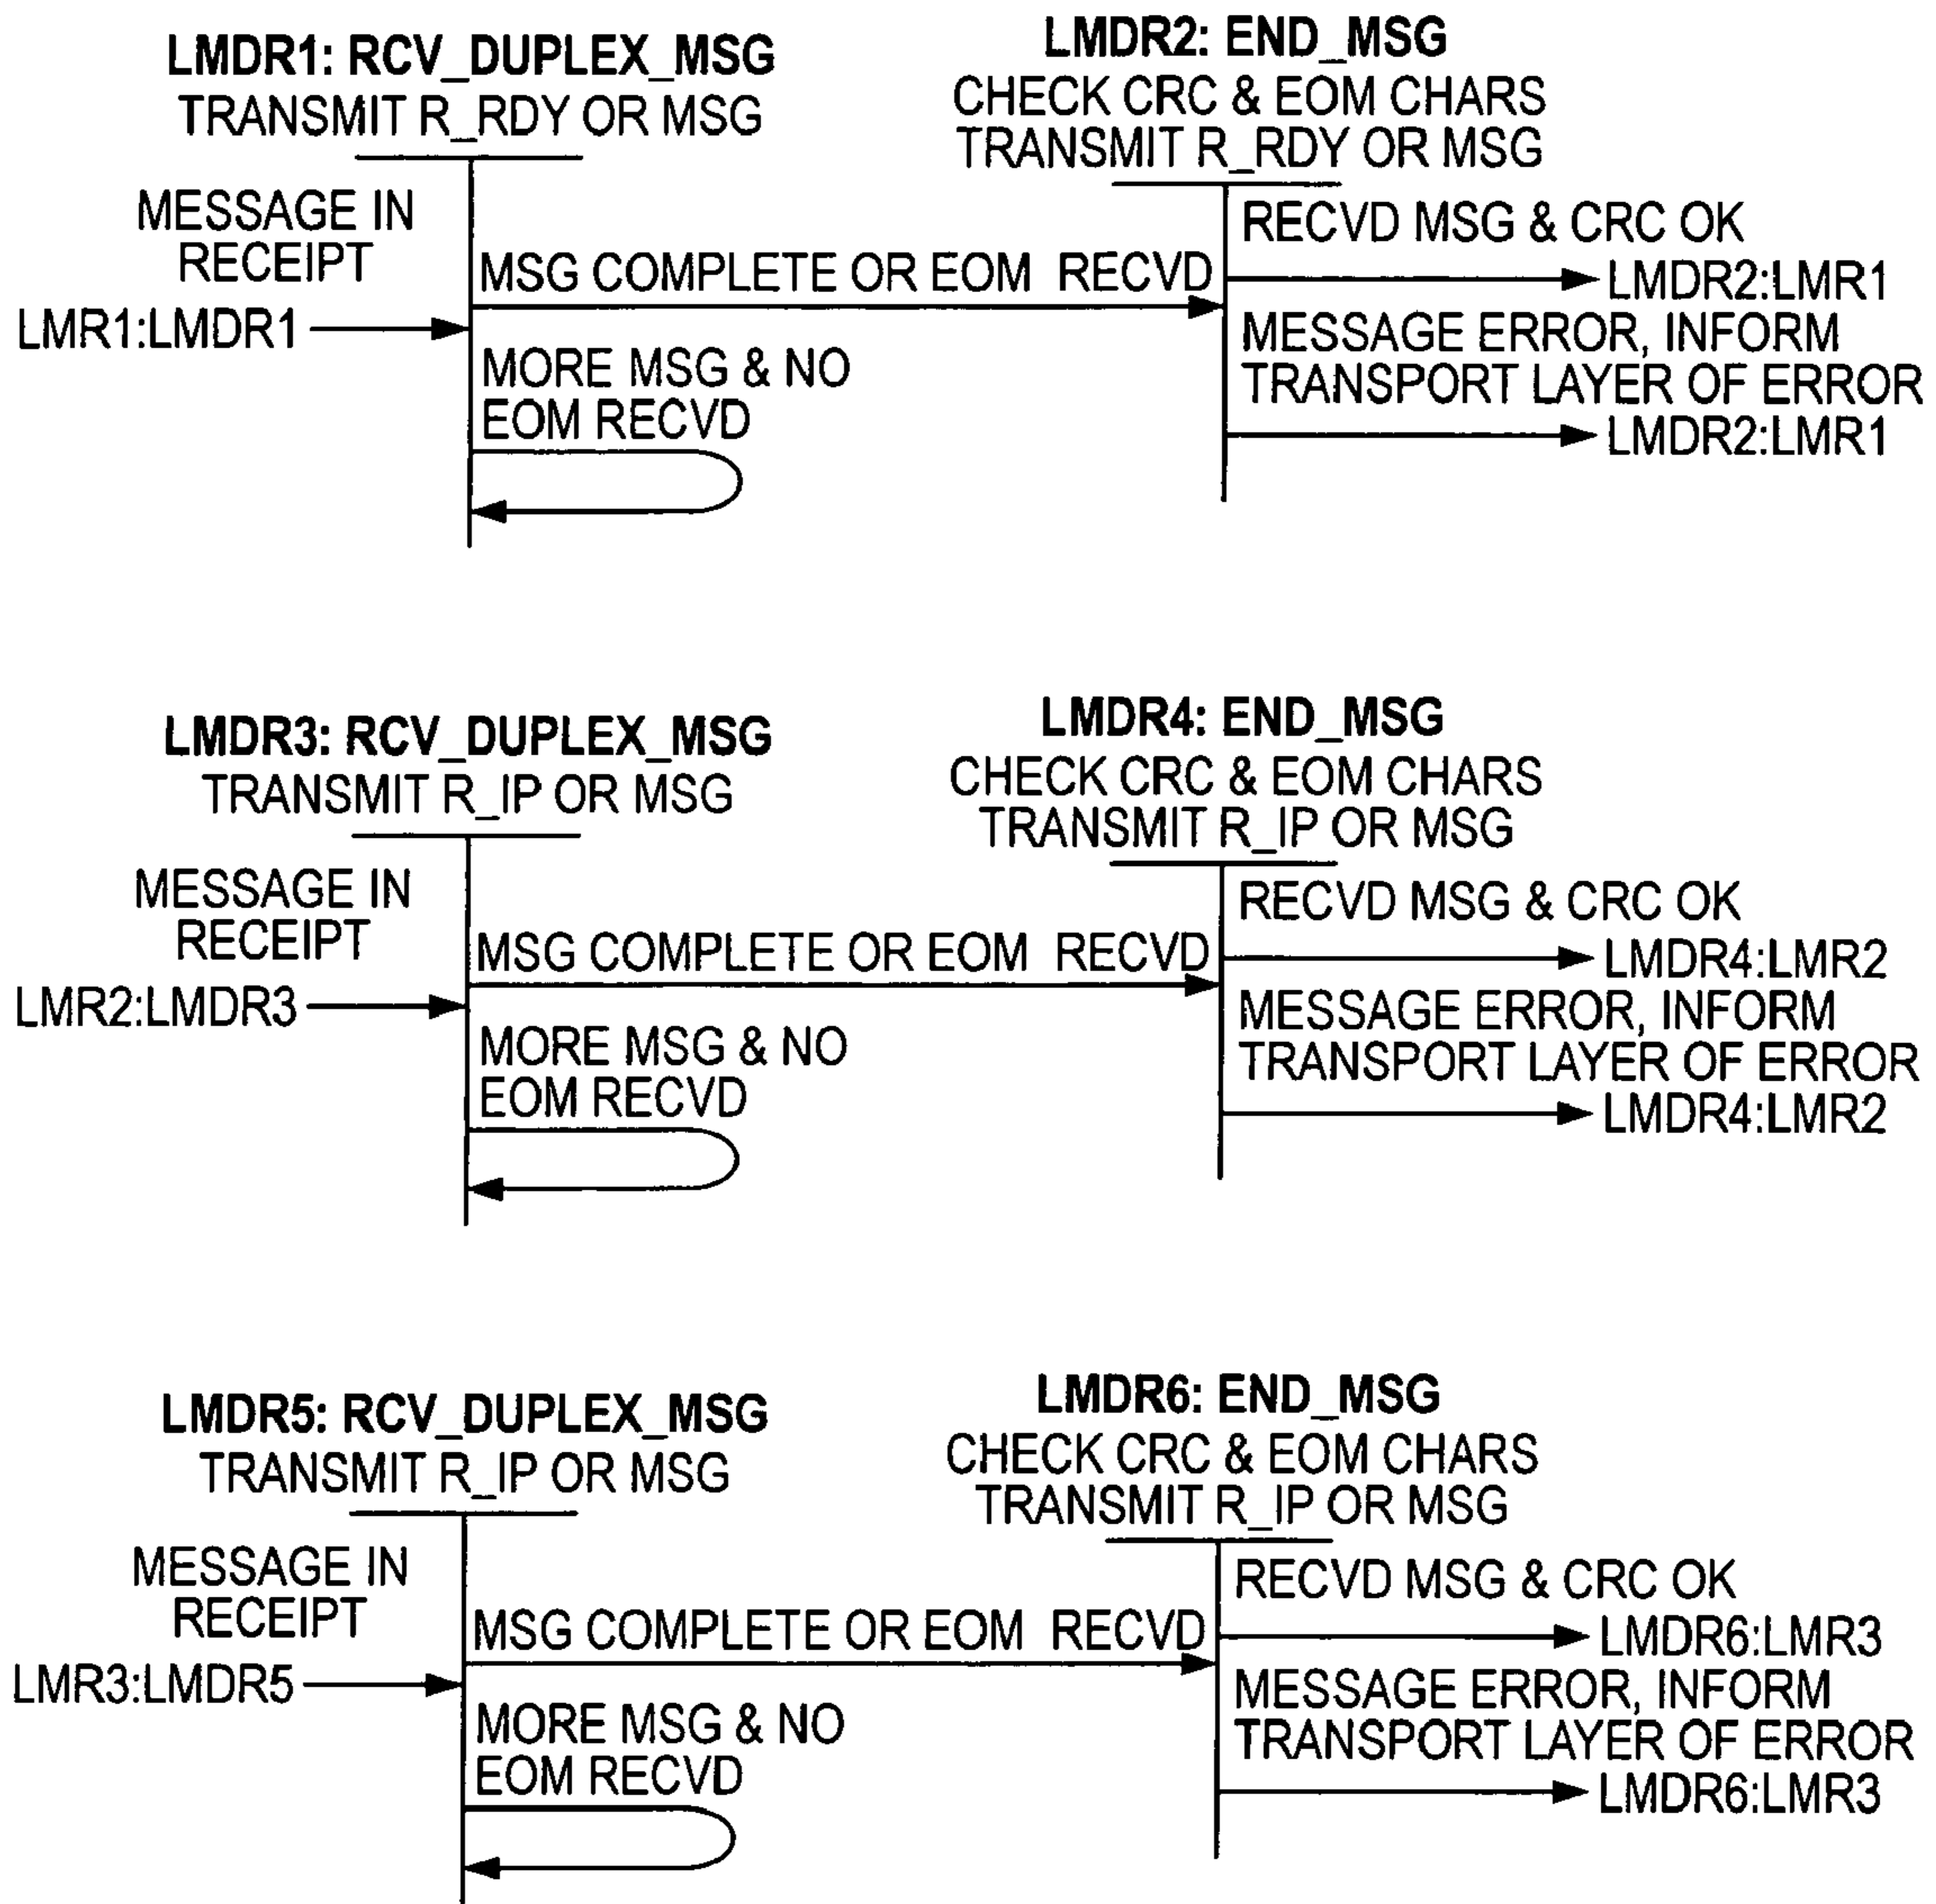 LMDR1: RCV_DUPLEX_MSG
TRANSMIT R_RDY OR MSG
MESSAGE IN
RECEIPT
LMR1:LMDR1
MSG COMPLETE OR EOM RECVD
MORE MSG & NO
EOM RECVD
LMDR2: END_MSG
CHECK CRC & EOM CHARS
TRANSMIT R_RDY OR MSG
RECVD MSG & CRC OK
LMDR2:LMR1
MESSAGE ERROR, INFORM
TRANSPORT LAYER OF ERROR
LMDR2:LMR1
LMDR3: RCV_DUPLEX_MSG
TRANSMIT R_IP OR MSG
MESSAGE IN
RECEIPT
LMR2:LMDR3
MSG COMPLETE OR EOM RECVD
MORE MSG & NO
EOM RECVD
LMDR4: END_MSG
CHECK CRC & EOM CHARS
TRANSMIT R_IP OR MSG
RECVD MSG & CRC OK
LMDR4:LMR2
MESSAGE ERROR, INFORM
TRANSPORT LAYER OF ERROR
LMDR4:LMR2
LMDR5: RCV_DUPLEX_MSG
TRANSMIT R_IP OR MSG
MESSAGE IN
RECEIPT
LMR3:LMDR5
MSG COMPLETE OR EOM RECVD
MORE MSG & NO
EOM RECVD
LMDR6: END_MSG
CHECK CRC & EOM CHARS
TRANSMIT R_IP OR MSG
RECVD MSG & CRC OK
LMDR6:LMR3
MESSAGE ERROR, INFORM
TRANSPORT LAYER OF ERROR
LMDR6:LMR3